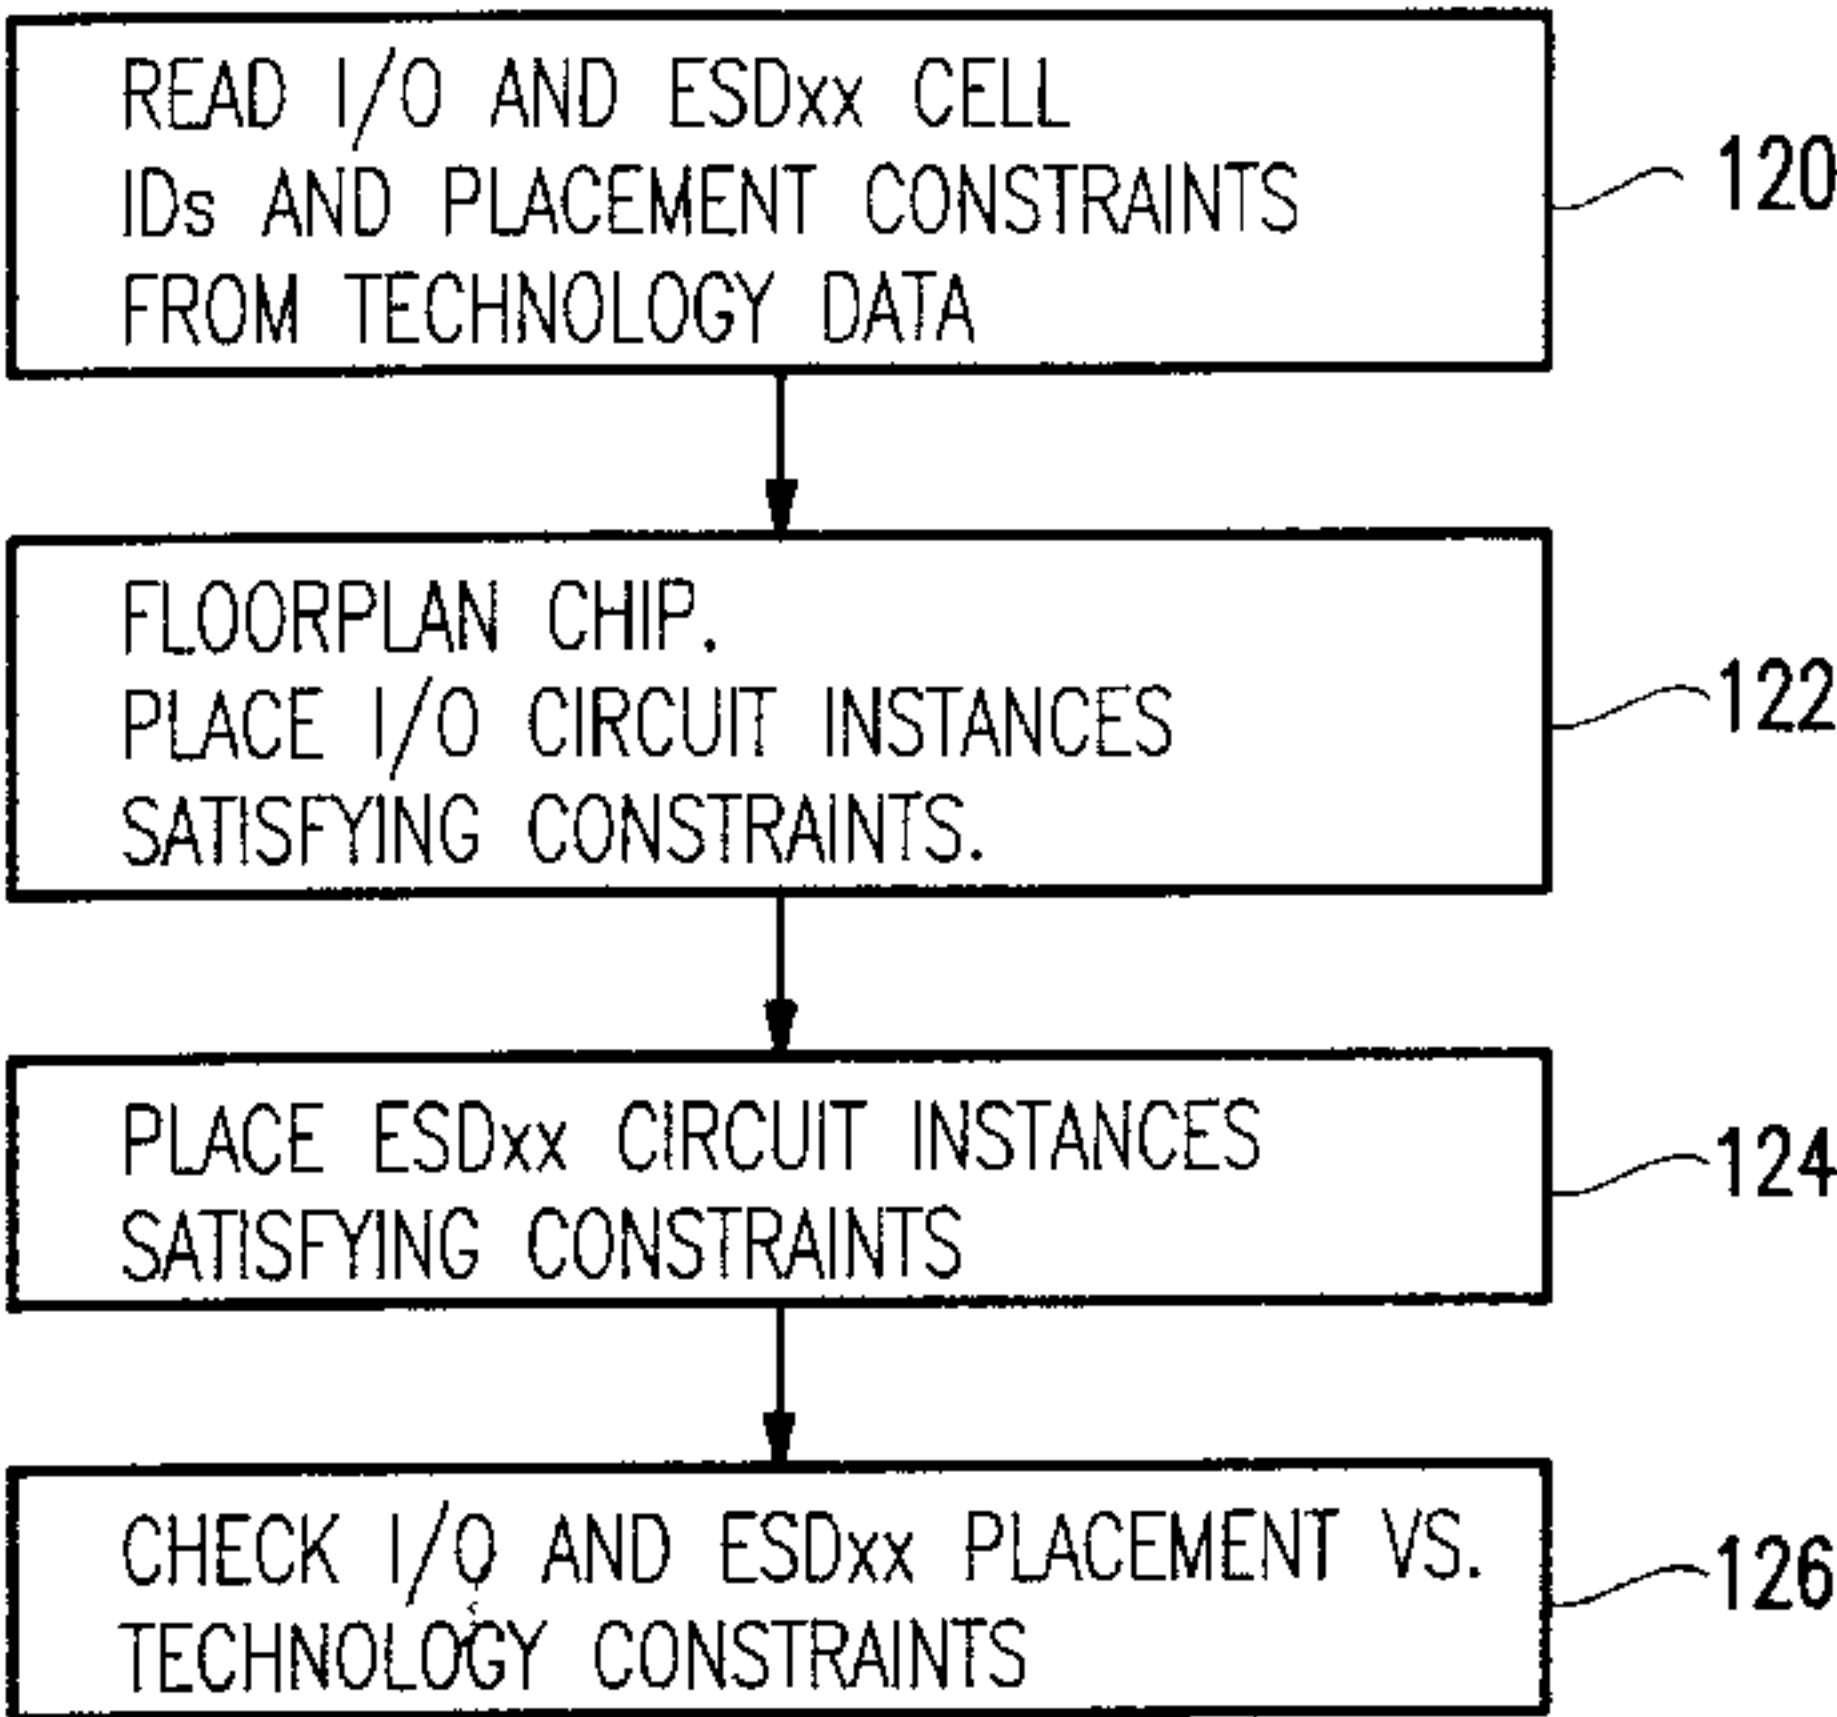 READ I/O AND ESDxx CELL
IDs AND PLACEMENT CONSTRAINTS
FROM TECHNOLOGY DATA
120
FLOORPLAN CHIP.
PLACE I/O CIRCUIT INSTANCES
SATISFYING CONSTRAINTS.
122
PLACE ESDxx CIRCUIT INSTANCES
SATISFYING CONSTRAINTS
124
CHECK I/O AND ESDxx PLACEMENT VS.
TECHNOLOGY CONSTRAINTS
126